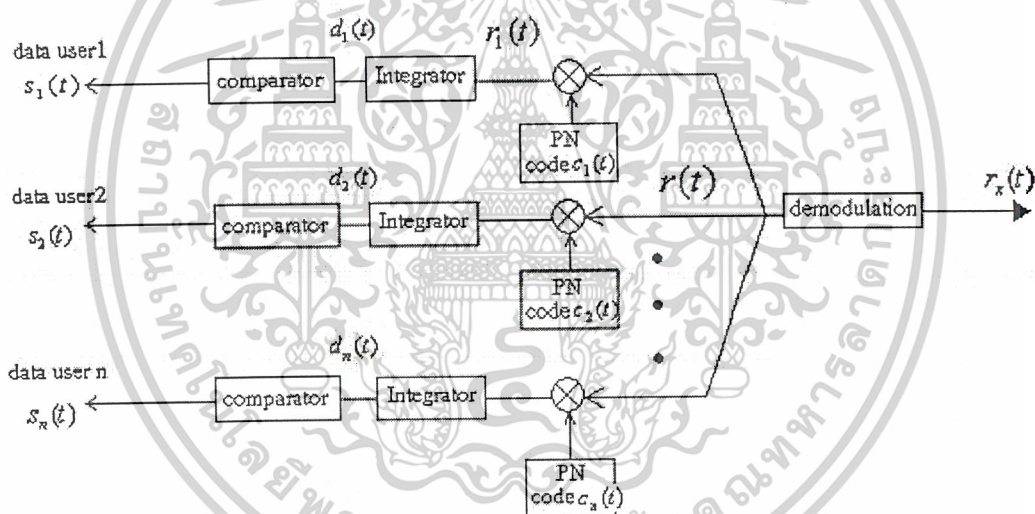 data user1
s₁(t)
comparator
d₁(t)
Integrator
r₁(t)
PN
code c₁(t)
data user2
s₂(t)
comparator
d₂(t)
Integrator
PN
code c₂(t)
r(t)
demodulation
rₓ(t)
data user n
sₙ(t)
comparator
dₙ(t)
Integrator
PN
code cₙ(t)